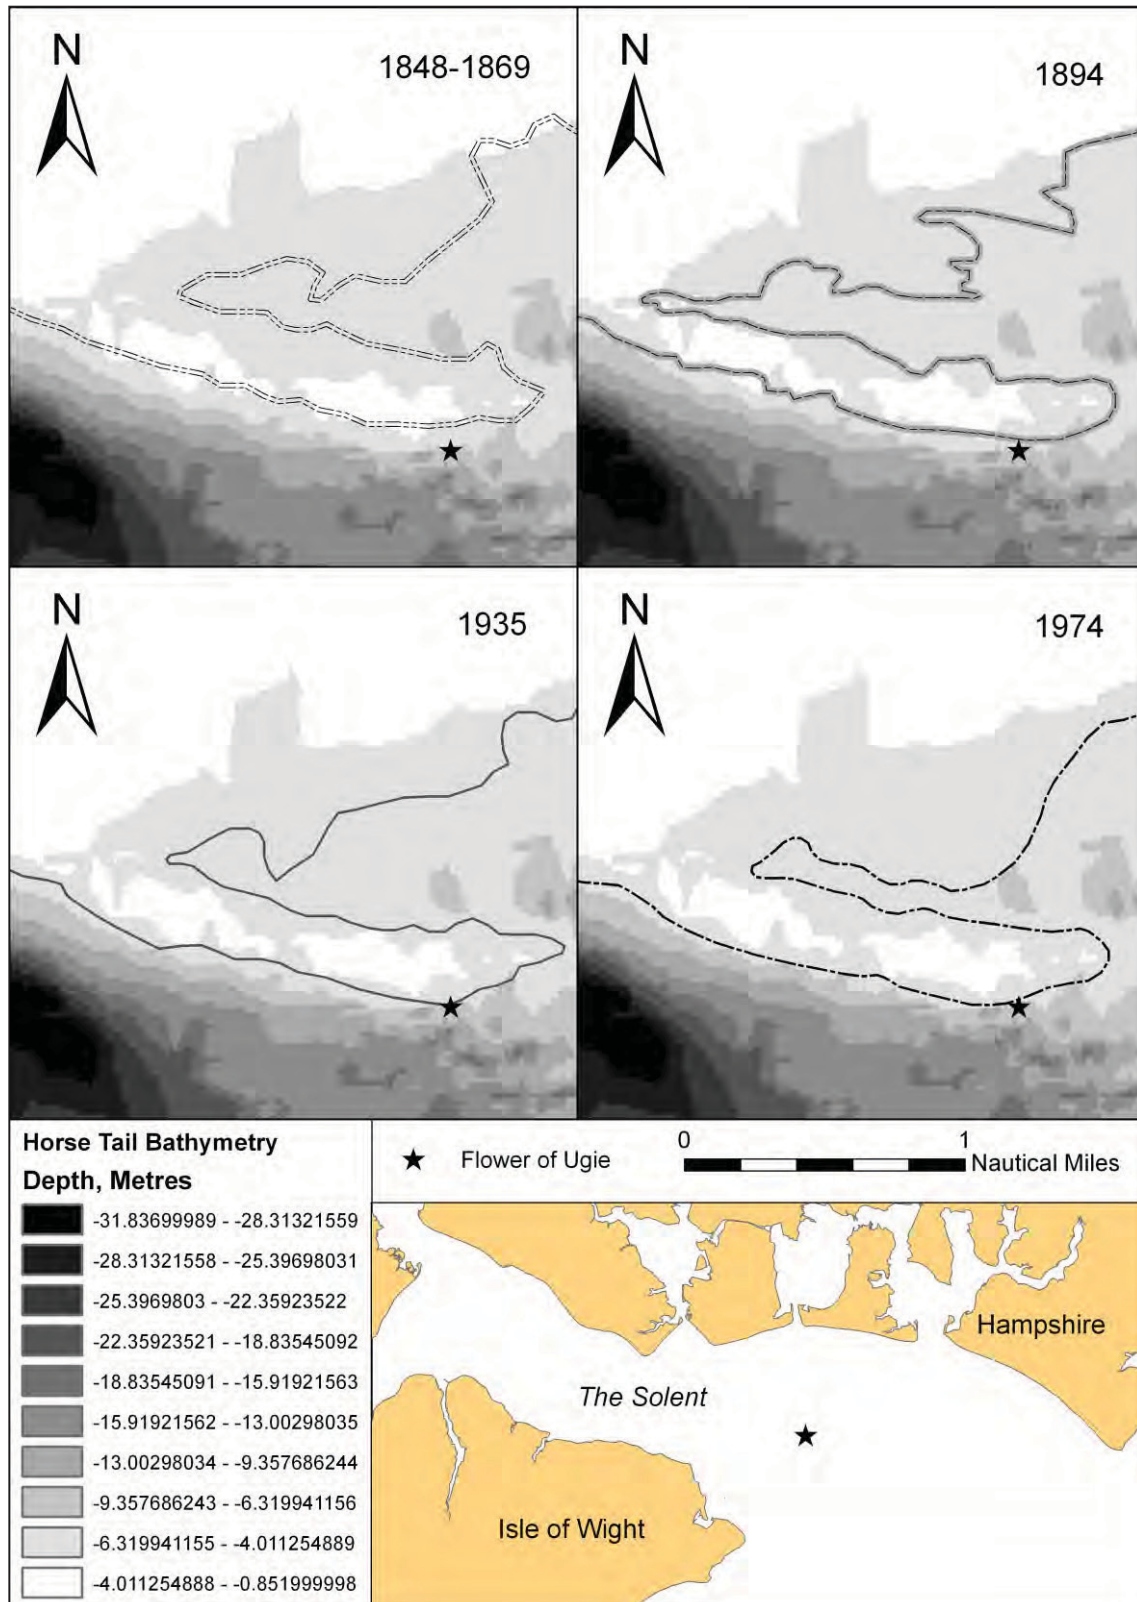 N
1848-1869
N
1894
N
1935
N
1974
Horse Tail Bathymetry
Depth, Metres
-31.83699989 - -28.31321559
-28.31321558 - -25.39698031
-25.3969803 - -22.35923522
-22.35923521 - -18.83545092
-18.83545091 - -15.91921563
-15.91921562 - -13.00298035
-13.00298034 - -9.357686244
-9.357686243 - -6.319941156
-6.319941155 - -4.011254889
-4.011254888 - -0.851999998
Flower of Ugie
0 1
Nautical Miles
Hampshire
The Solent
Isle of Wight